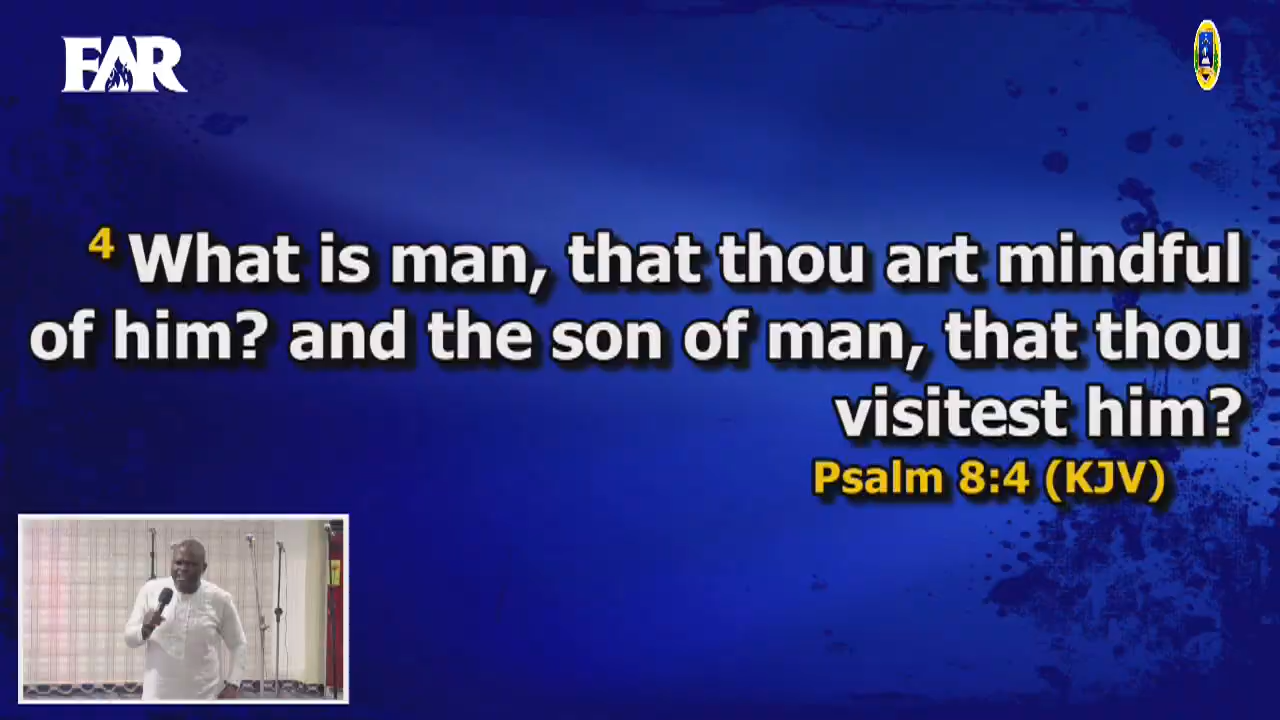 FAR
4 What is man, that thou art mindful
of him? and the son of man, that thou
visitest him?
Psalm 8:4 (KJV)